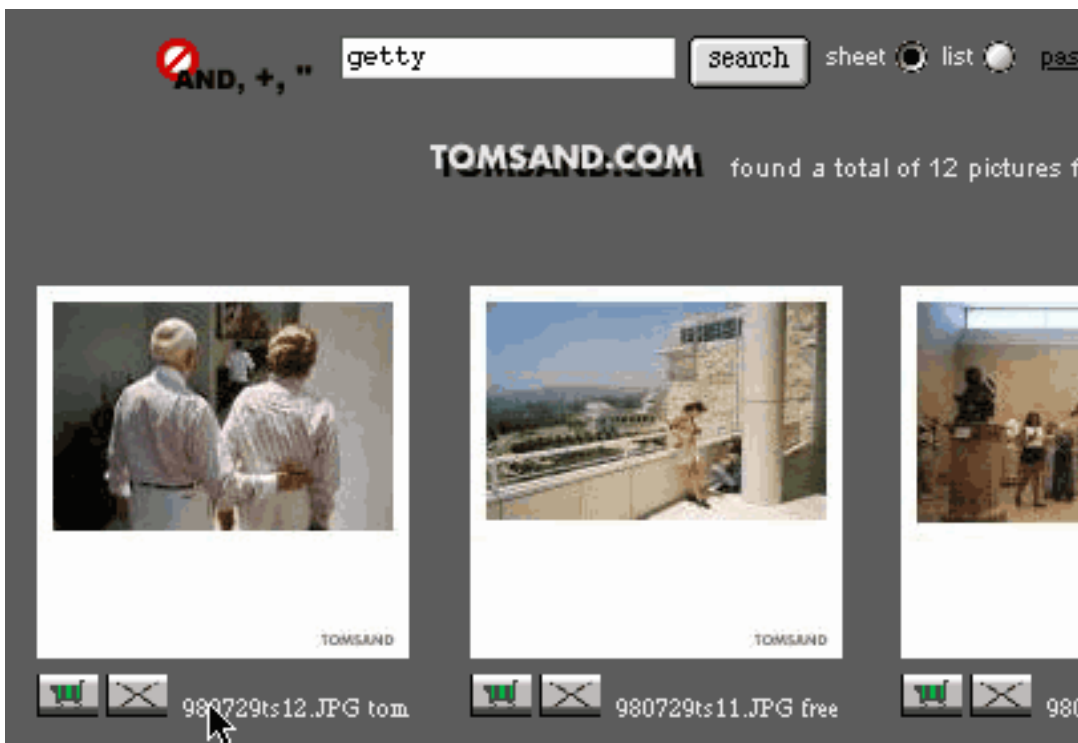 AND, +, " getty search sheet list
TOMSAND.COM found a total of 12 pictures
TOMSAND TOMSAND
980729ts12.JPG tom 980729ts11.JPG free